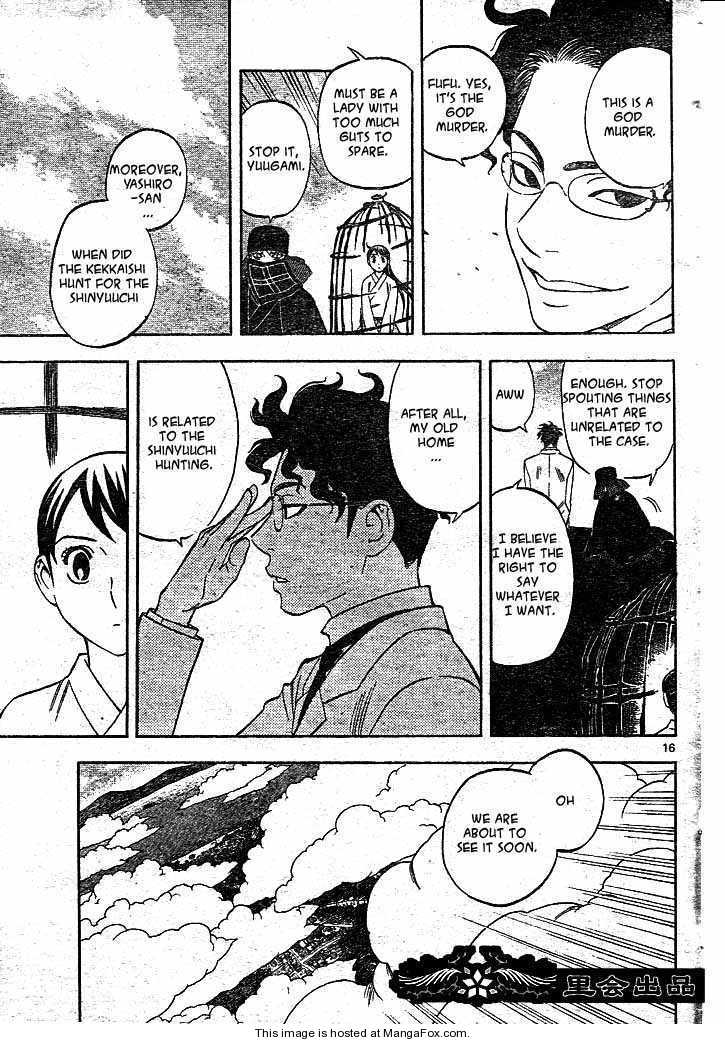 THIS IS A
GOD
MURDER.
FUFU. YES,
IT'S THE
GOD
MURDER.
MUST BE A
LADY WITH
TOO MUCH
GUTS TO
SPARE.
STOP IT,
YUUGAMI.
MOREOVER,
YASHIRO
-SAN
...
WHEN DID
THE KEKKAISHI
HUNT FOR THE
SHINYUUCHI
ENOUGH. STOP
SPOUTING THINGS
THAT ARE
UNRELATED TO
THE CASE.
AWW
I BELIEVE
I HAVE THE
RIGHT TO
SAY
WHATEVER
I WANT.
AFTER ALL,
MY OLD
HOME
...
IS RELATED
TO THE
SHINYUUCHI
HUNTING.
16
OH
WE ARE
ABOUT TO
SEE IT SOON.
里会出品
This image is hosted at MangaFox.com.